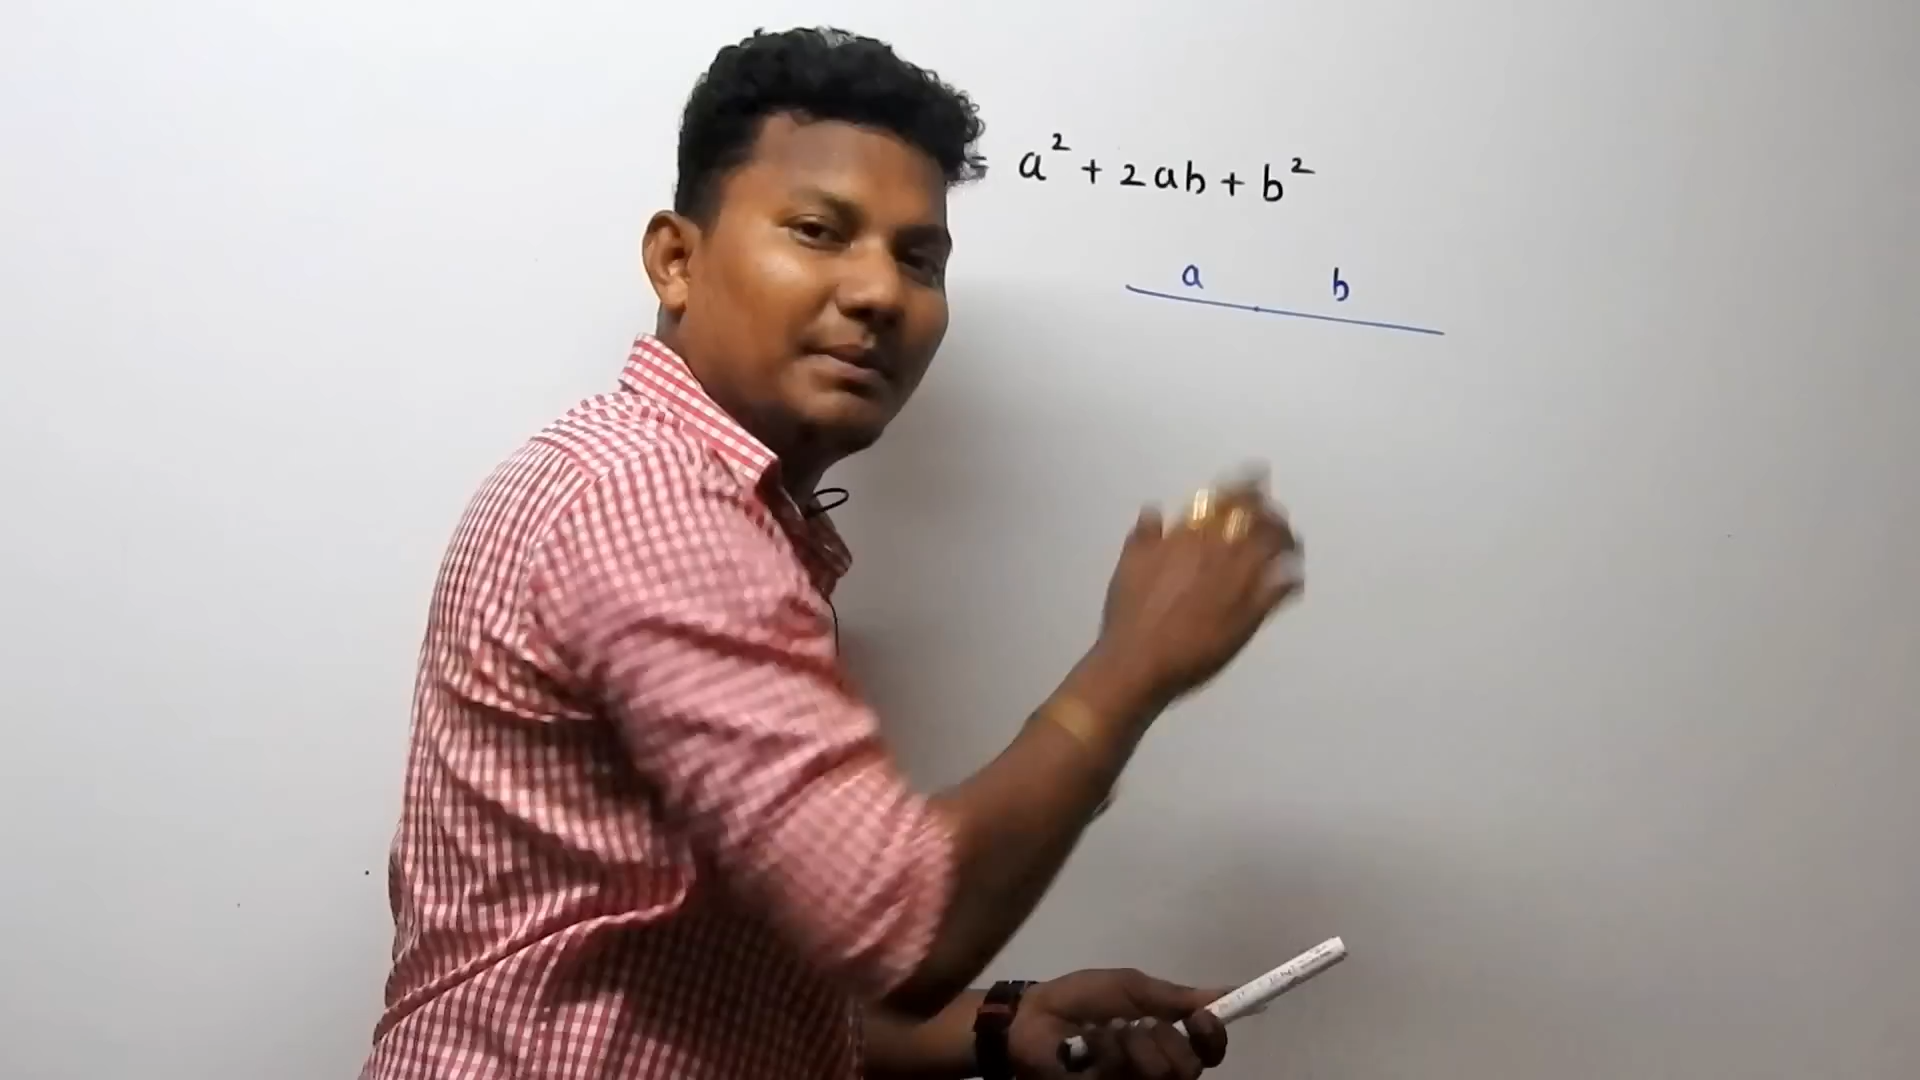 = a² + 2ab + b²
a b